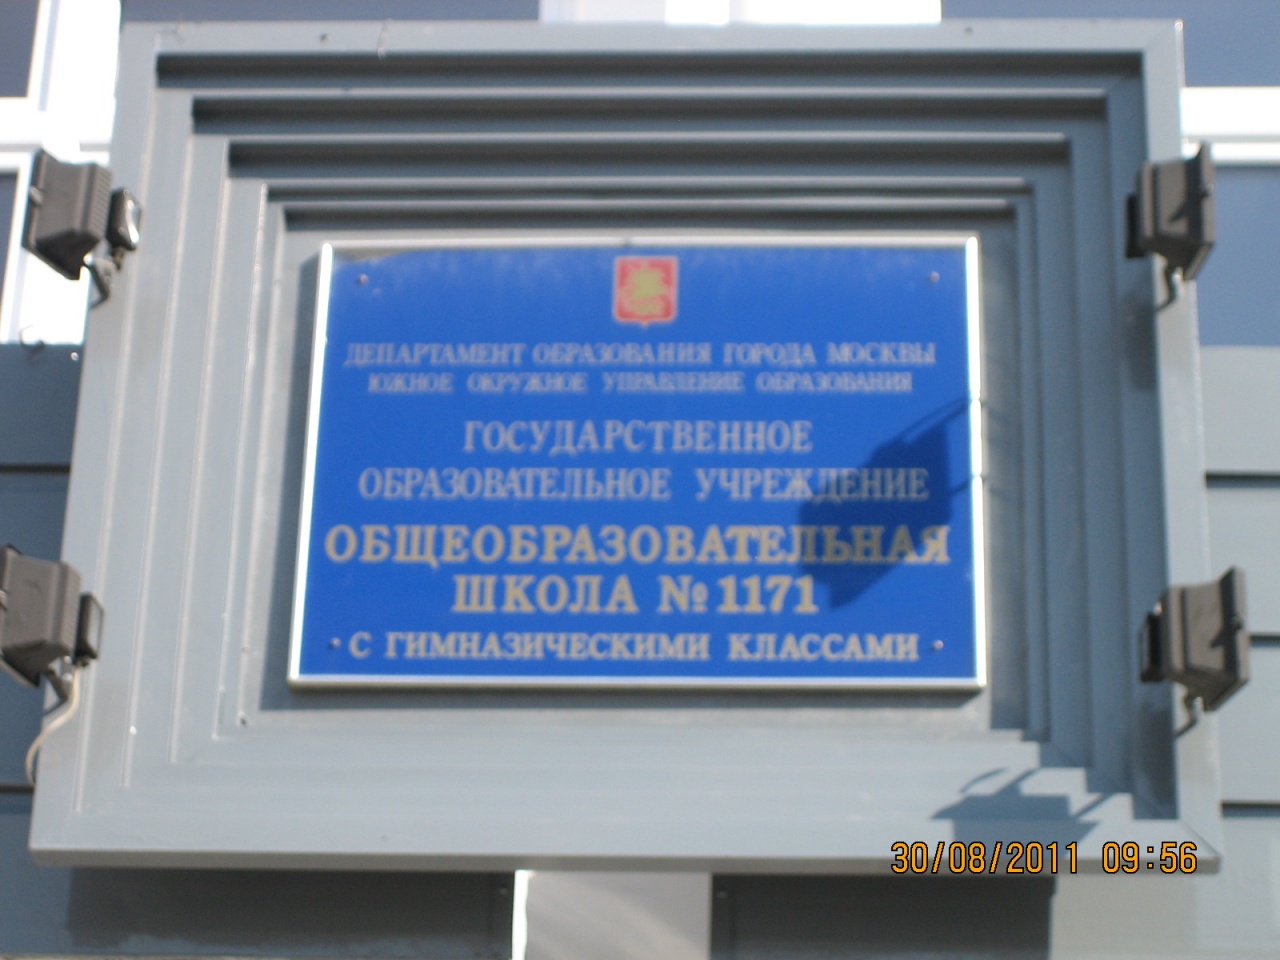 ДЕПАРТАМЕНТ ОБРАЗОВАНИЯ ГОРОДА МОСКВЫ
ЮЖНОЕ ОКРУЖНОЕ УПРАВЛЕНИЕ ОБРАЗОВАНИЯ
ГОСУДАРСТВЕННОЕ
ОБРАЗОВАТЕЛЬНОЕ УЧРЕЖДЕНИЕ
ОБЩЕОБРАЗОВАТЕЛЬНАЯ
ШКОЛА № 1171
С ГИМНАЗИЧЕСКИМИ КЛАССАМИ
30/08/2011 09:56